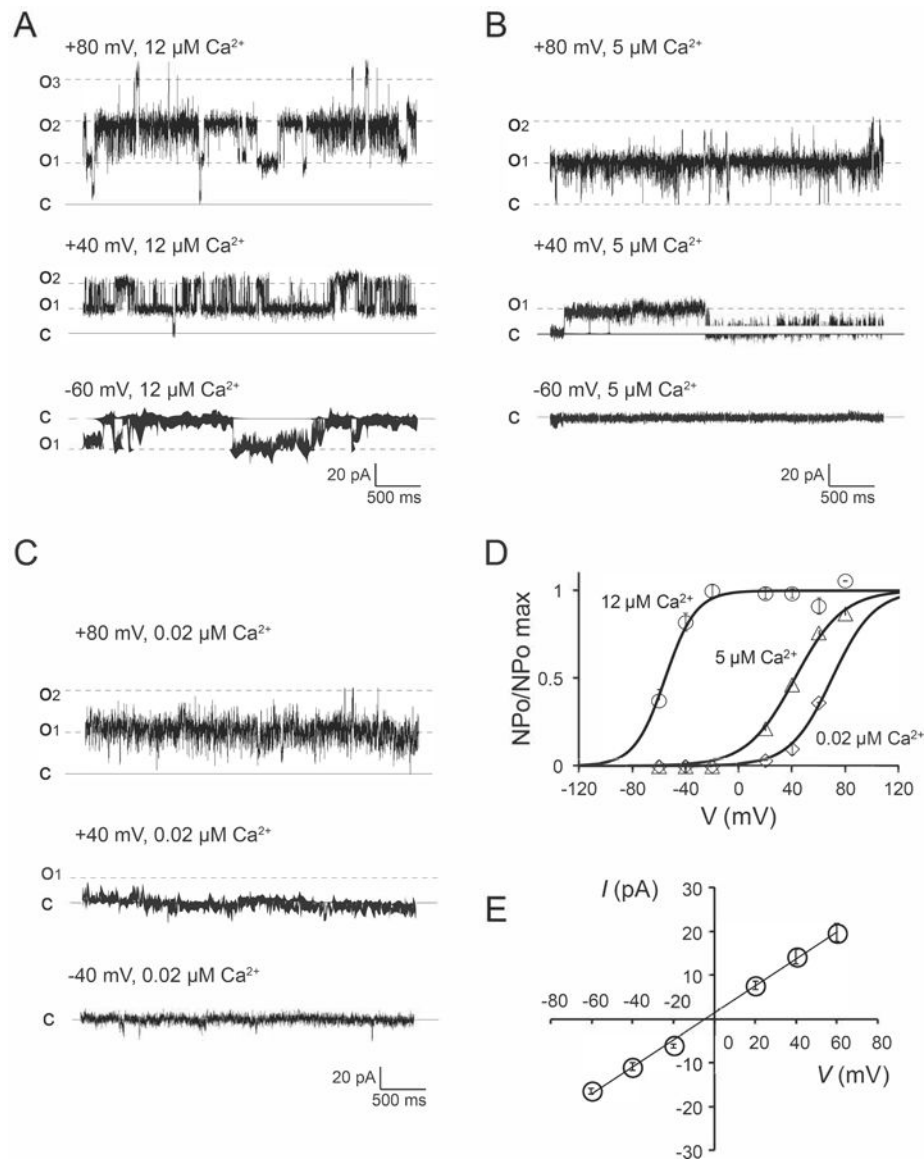 A
+80 mV, 12 µM Ca²⁺
O3
O2
O1
C
+40 mV, 12 µM Ca²⁺
O2
O1
C
-60 mV, 12 µM Ca²⁺
C
O1
20 pA
500 ms
B
+80 mV, 5 µM Ca²⁺
O2
O1
C
+40 mV, 5 µM Ca²⁺
O1
C
-60 mV, 5 µM Ca²⁺
C
20 pA
500 ms
C
+80 mV, 0.02 µM Ca²⁺
O2
O1
C
+40 mV, 0.02 µM Ca²⁺
O1
C
-40 mV, 0.02 µM Ca²⁺
C
20 pA
500 ms
D
NPo/NPo max
1
0.5
0
12 µM Ca²⁺
5 µM Ca²⁺
0.02 µM Ca²⁺
-120 -80 -40 0 40 80 120
V (mV)
E
I (pA)
30
20
10
-80 -60 -40 -20
0 20 40 60 80
V (mV)
-10
-20
-30